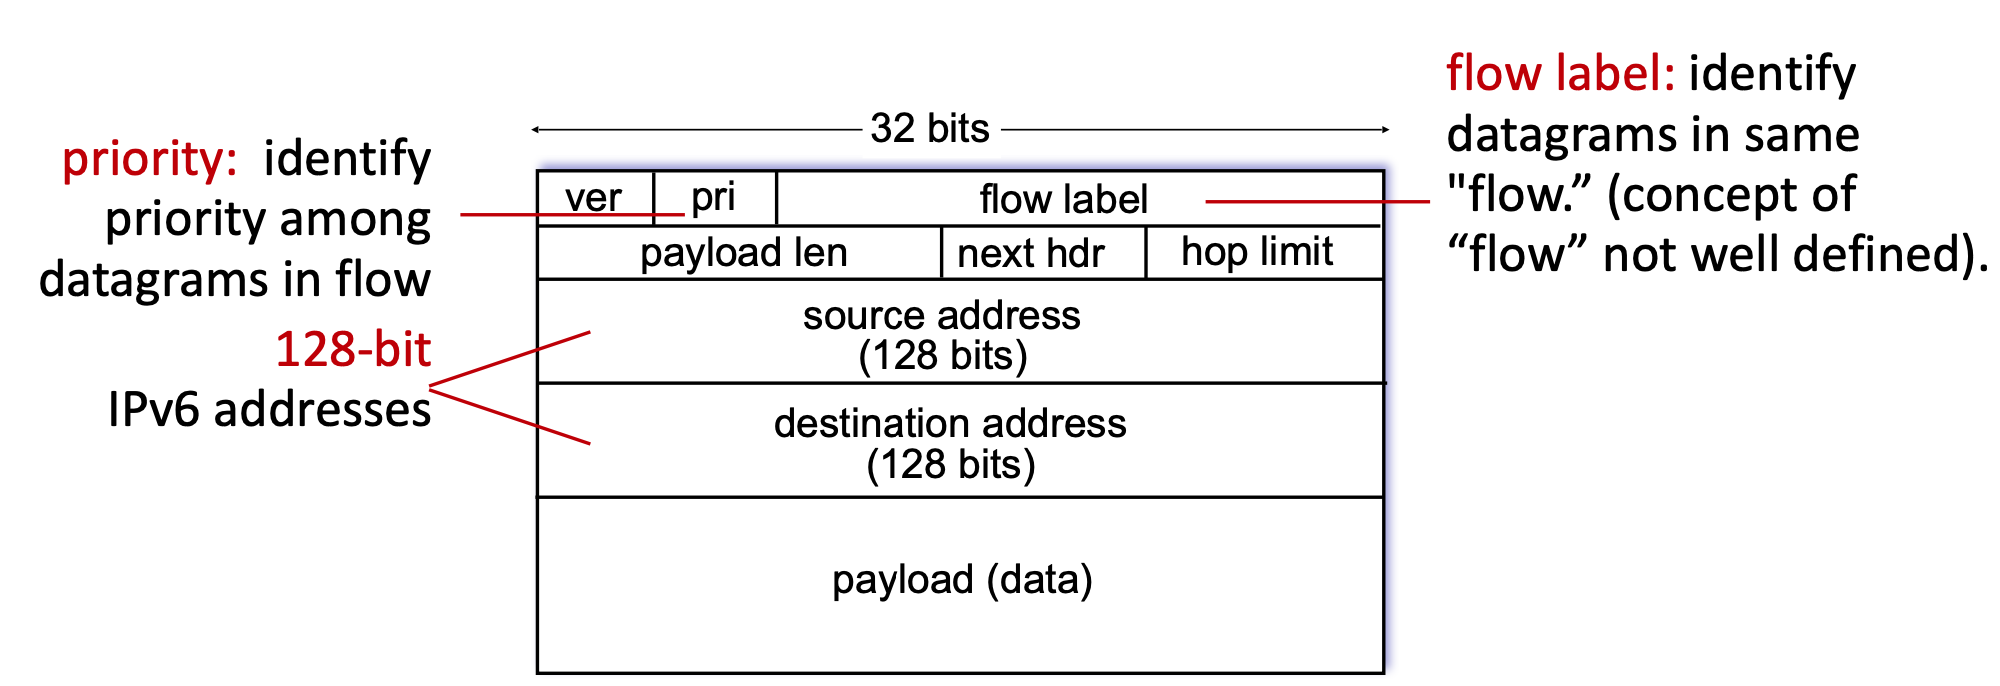 priority:  identify
priority among
datagrams in flow
128-bit
IPv6 addresses
32 bits
ver pri flow label
payload len next hdr hop limit
source address
(128 bits)
destination address
(128 bits)
payload (data)
flow label: identify
datagrams in same
"flow.” (concept of
“flow” not well defined).